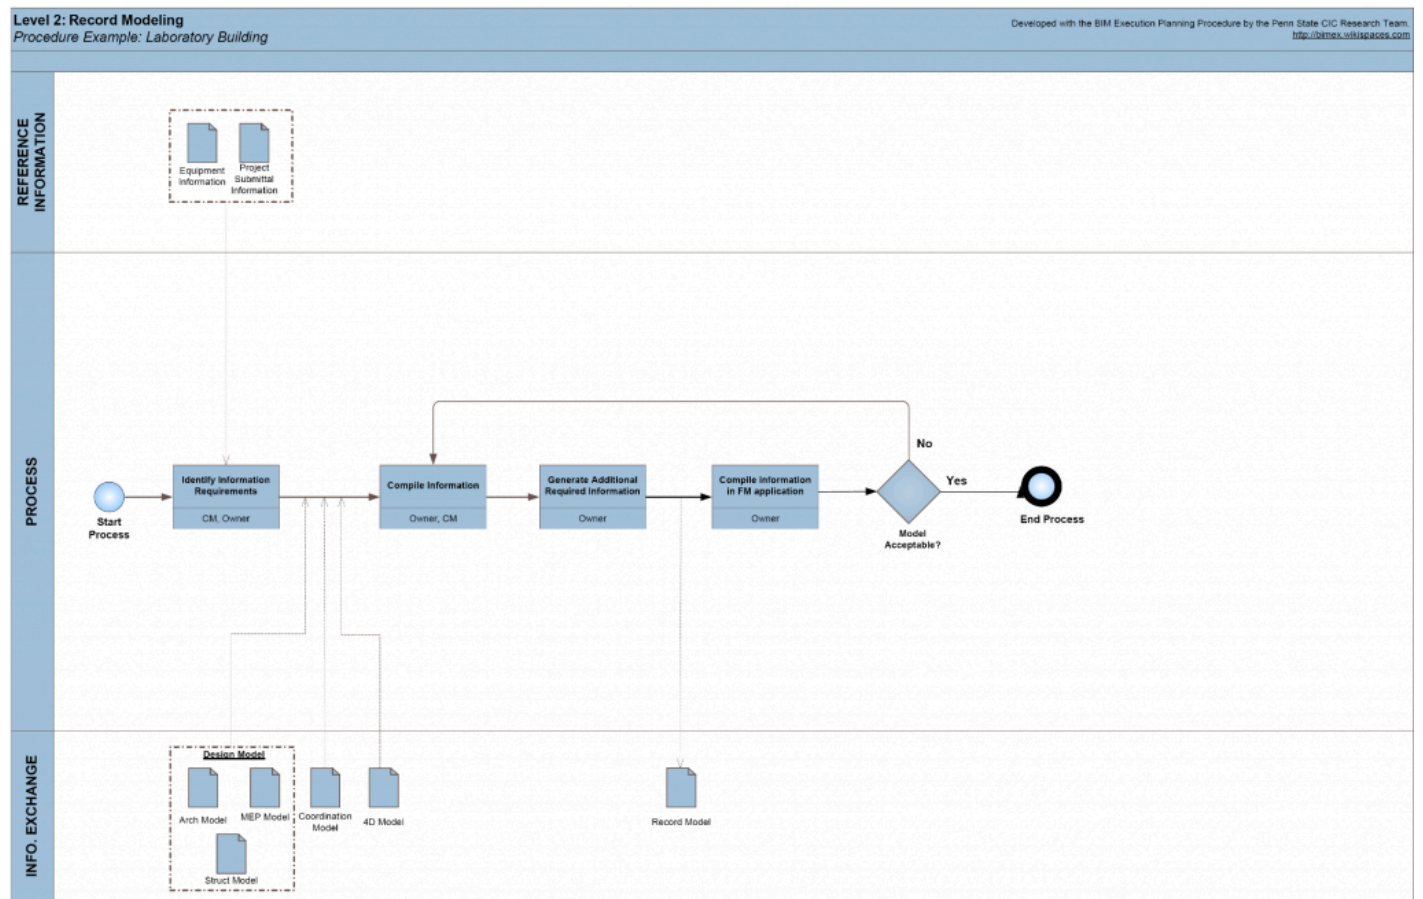 Level 2: Record Modeling
Procedure Example: Laboratory Building
Developed with the BIM Execution Planning Procedure by the Penn State CIC Research Team.
http://bimex.wikispaces.com
REFERENCE
INFORMATION
Equipment
Information
Project
Submittal
Information
PROCESS
No
Identify Information
Requirements
CM, Owner
Compile Information
Owner, CM
Generate Additional
Required Information
Owner
Compile information
in FM application
Owner
Yes
Start
Process
Model
Acceptable?
End Process
INFO. EXCHANGE
Design Model
Arch Model
MEP Model
Coordination
Model
4D Model
Struct Model
Record Model